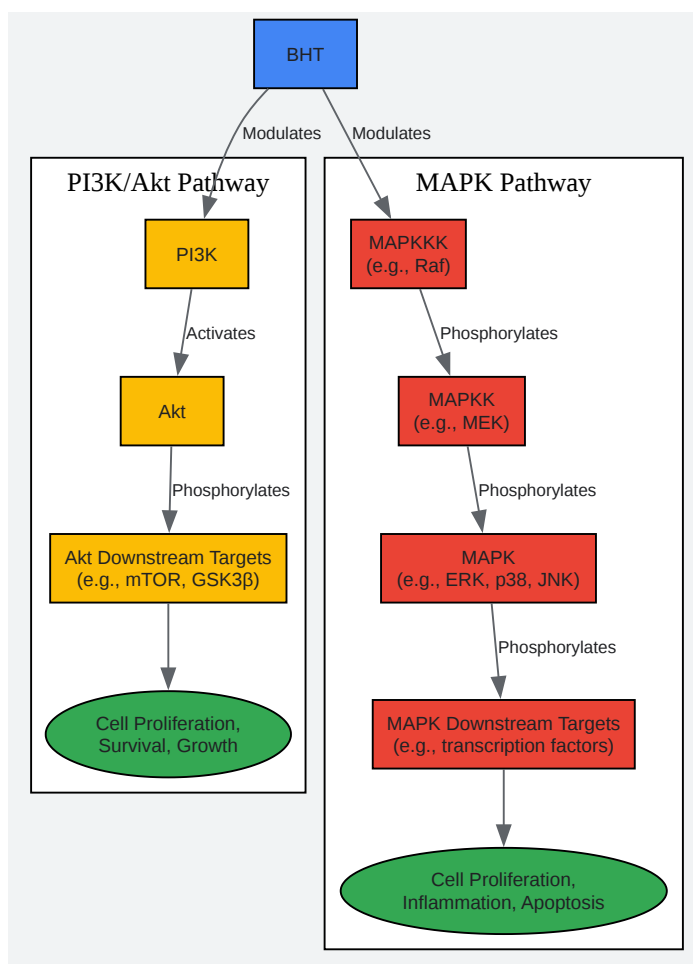 BHT
Modulates
Modulates
PI3K/Akt Pathway
PI3K
Activates
Akt
Phosphorylates
Akt Downstream Targets
(e.g., mTOR, GSK3β)
Cell Proliferation,
Survival, Growth
MAPK Pathway
MAPKKK
(e.g., Raf)
Phosphorylates
MAPKK
(e.g., MEK)
Phosphorylates
MAPK
(e.g., ERK, p38, JNK)
Phosphorylates
MAPK Downstream Targets
(e.g., transcription factors)
Cell Proliferation,
Inflammation, Apoptosis